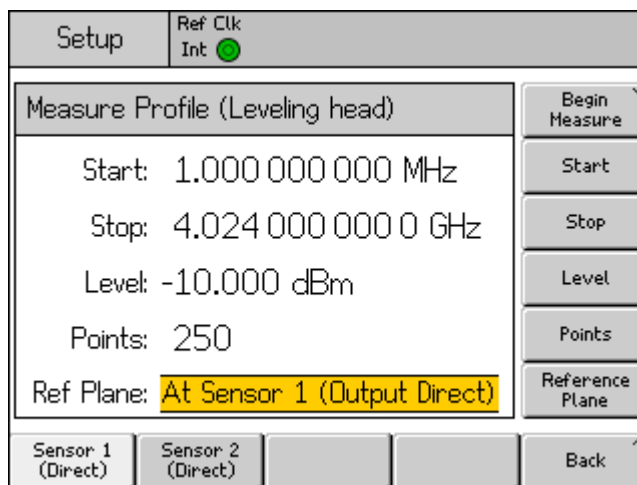 Setup
Ref Clk
Int
Measure Profile (Leveling head)
Start: 1.000 000 000 MHz
Stop: 4.024 000 000 0 GHz
Level: -10.000 dBm
Points: 250
Ref Plane: At Sensor 1 (Output Direct)
Begin
Measure
Start
Stop
Level
Points
Reference
Plane
Sensor 1
(Direct)
Sensor 2
(Direct)
Back